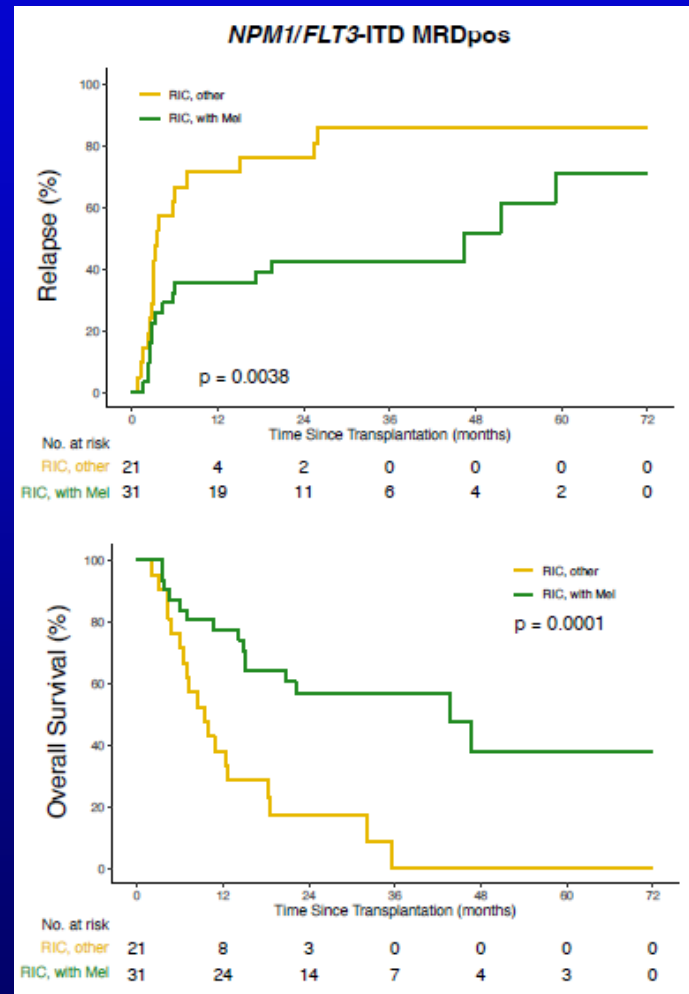 NPM1/FLT3-ITD MRDpos
100
80
60
40
20
0
Relapse (%)
RIC, other
RIC, with Mel
p = 0.0038
0 12 24 36 48 60 72
Time Since Transplantation (months)
No. at risk
RIC, other 21 4 2 0 0 0 0
RIC, with Mel 31 19 11 6 4 2 0
100
80
60
40
20
0
Overall Survival (%)
RIC, other
RIC, with Mel
p = 0.0001
0 12 24 36 48 60 72
Time Since Transplantation (months)
No. at risk
RIC, other 21 8 3 0 0 0 0
RIC, with Mel 31 24 14 7 4 3 0